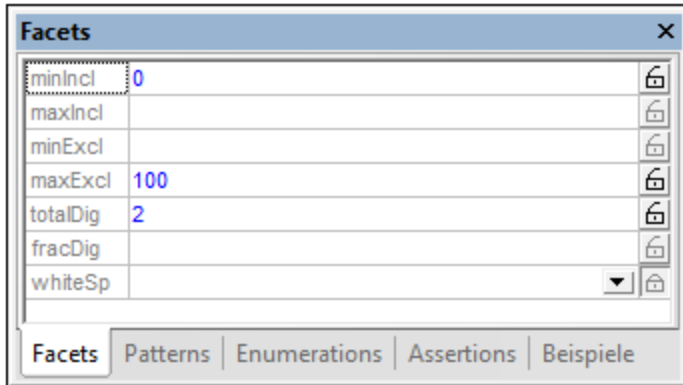 Facets
minIncl 0
maxIncl
minExcl
maxExcl 100
totalDig 2
fracDig
whiteSp
Facets Patterns Enumerations Assertions Beispiele